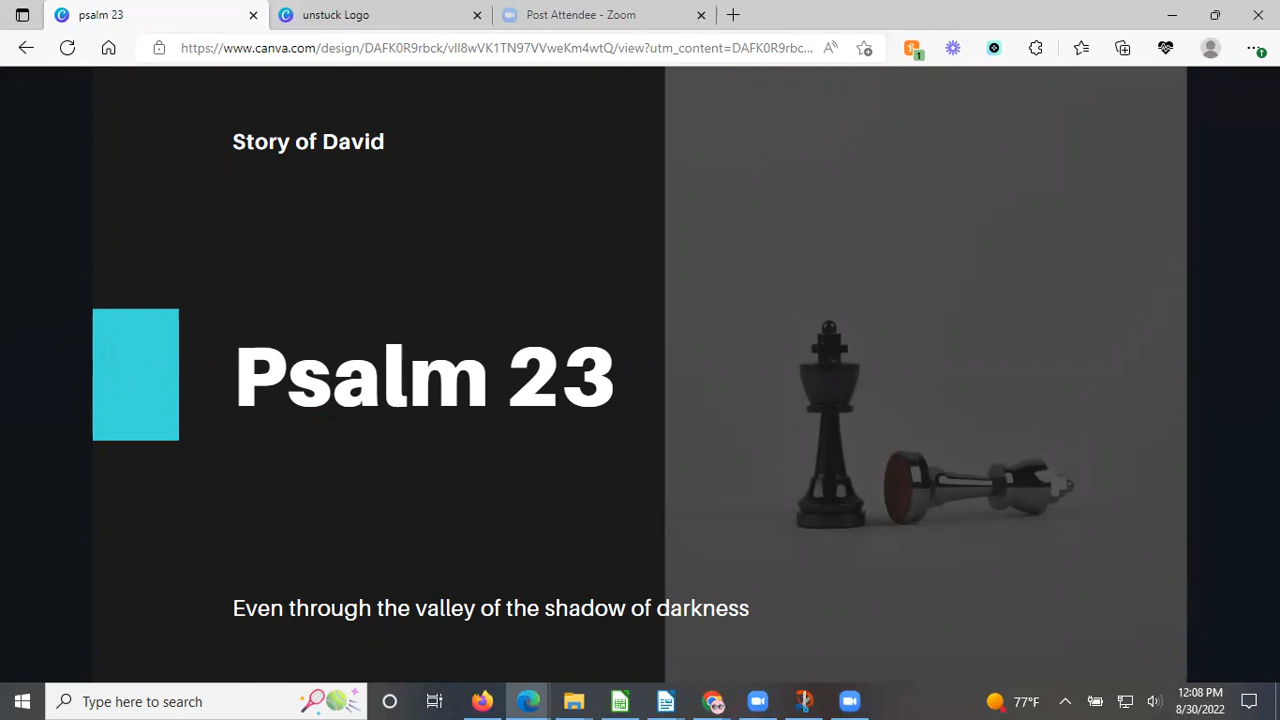 psalm 23
unstuck Logo
Post Attendee - Zoom
https://www.canva.com/design/DAFK0R9rbck/vlI8wVK1TN97VVweKm4wtQ/view?utm_content=DAFK0R9rbc...
1
Story of David
Psalm 23
Even through the valley of the shadow of darkness
Type here to search
77°F
12:08 PM
8/30/2022